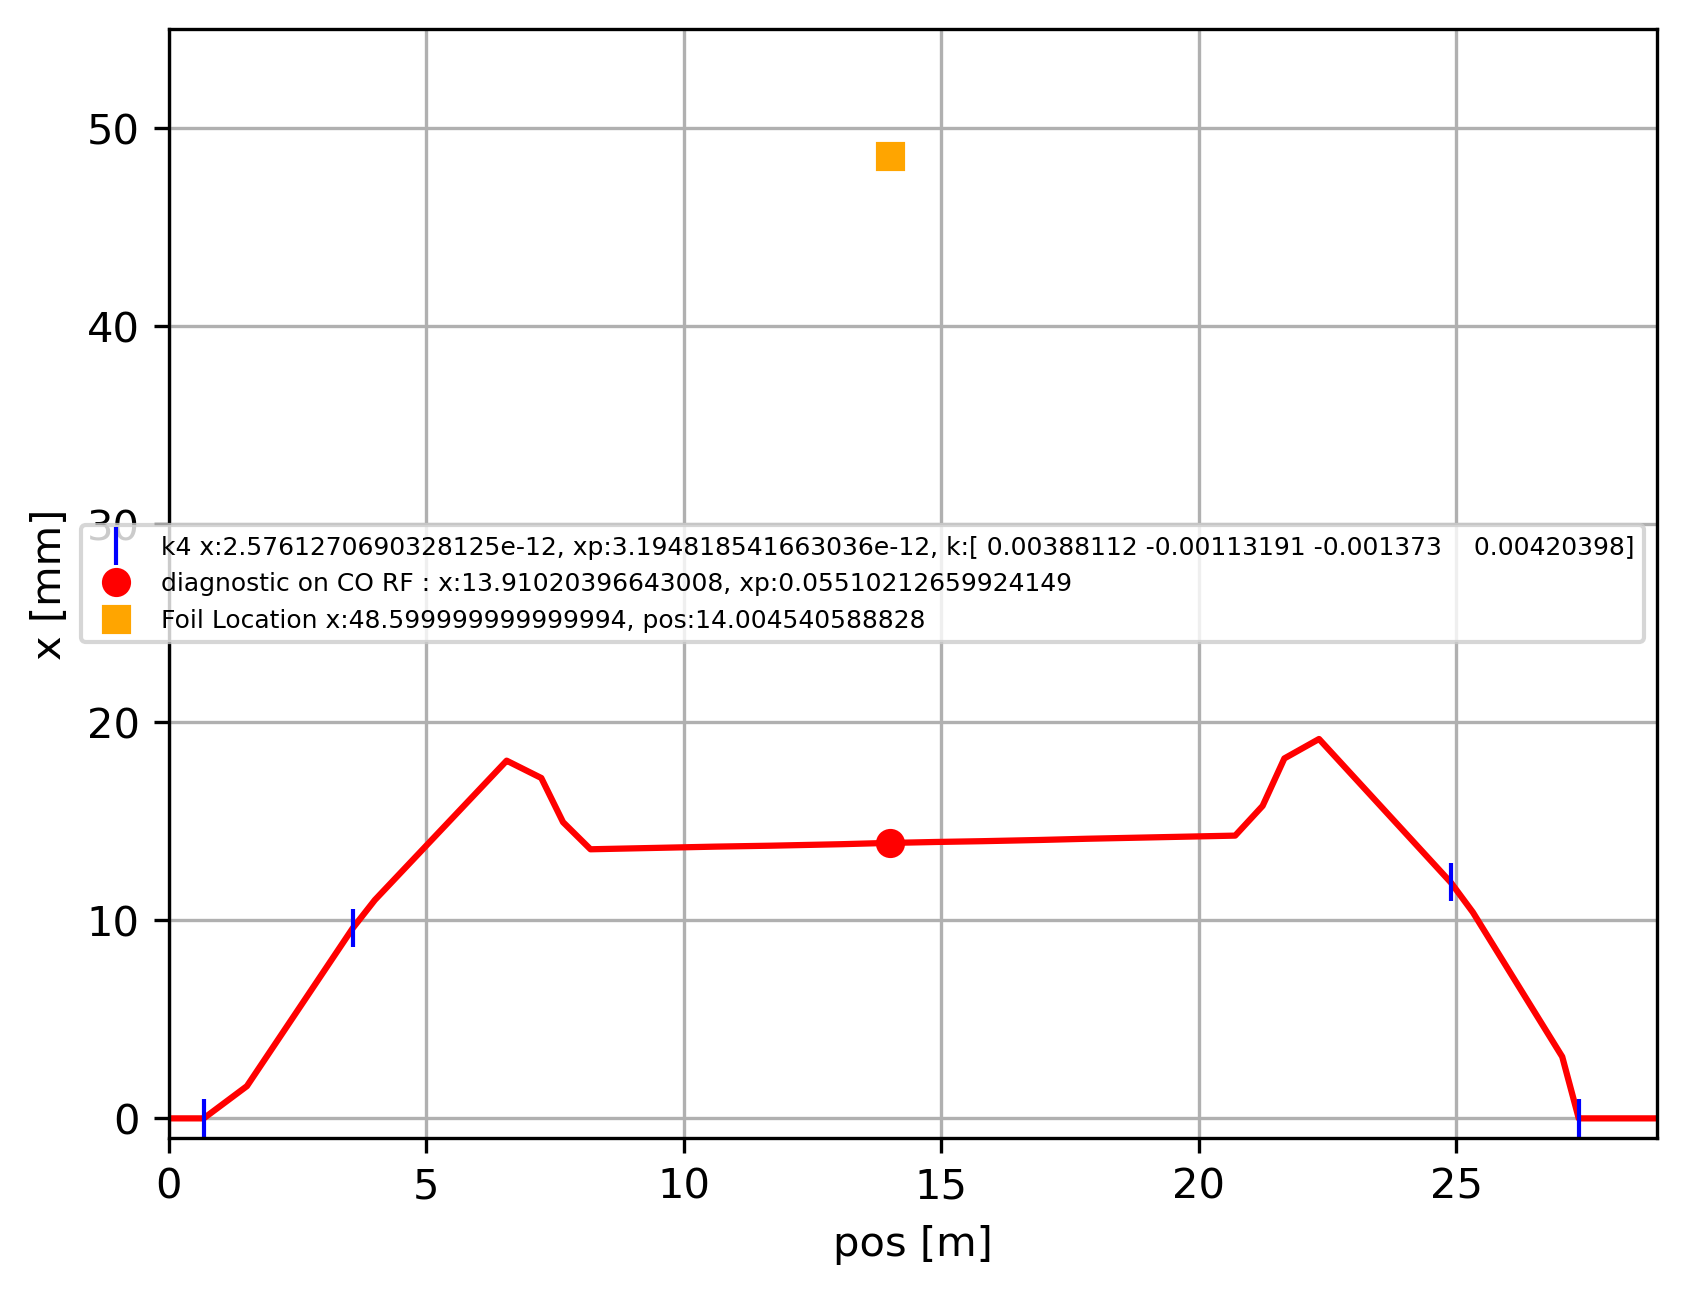 50
40
30
20
10
0
x [mm]
k4 x:2.5761270690328125e-12, xp:3.194818541663036e-12, k:[ 0.00388112 -0.00113191 -0.001373    0.00420398]
diagnostic on CO RF : x:13.91020396643008, xp:0.05510212659924149
Foil Location x:48.599999999999994, pos:14.004540588828
0 5 10 15 20 25
pos [m]